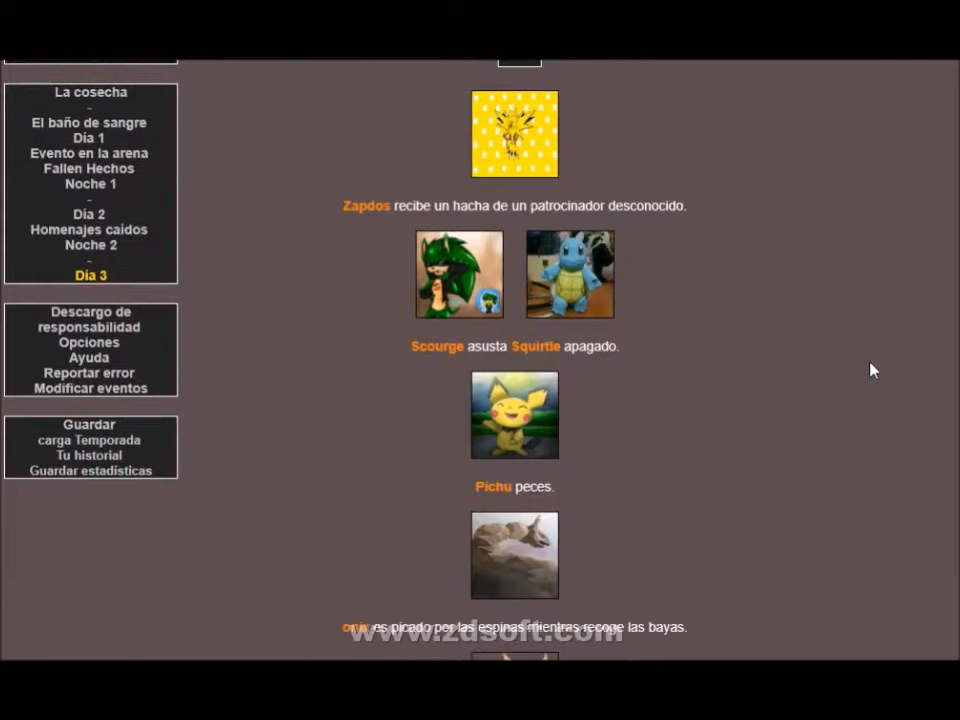 La cosecha
-
El baño de sangre
Día 1
Evento en la arena
Fallen Hechos
Noche 1
-
Día 2
Homenajes caídos
Noche 2
-
Día 3
Descargo de
responsabilidad
Opciones
Ayuda
Reportar error
Modificar eventos
Guardar
carga Temporada
Tu historial
Guardar estadísticas
Zapdos recibe un hacha de un patrocinador desconocido.
Scourge asusta Squirtle apagado.
Pichu peces.
es picado por las espinas mientras recoge las bayas.
www.zdsoft.com